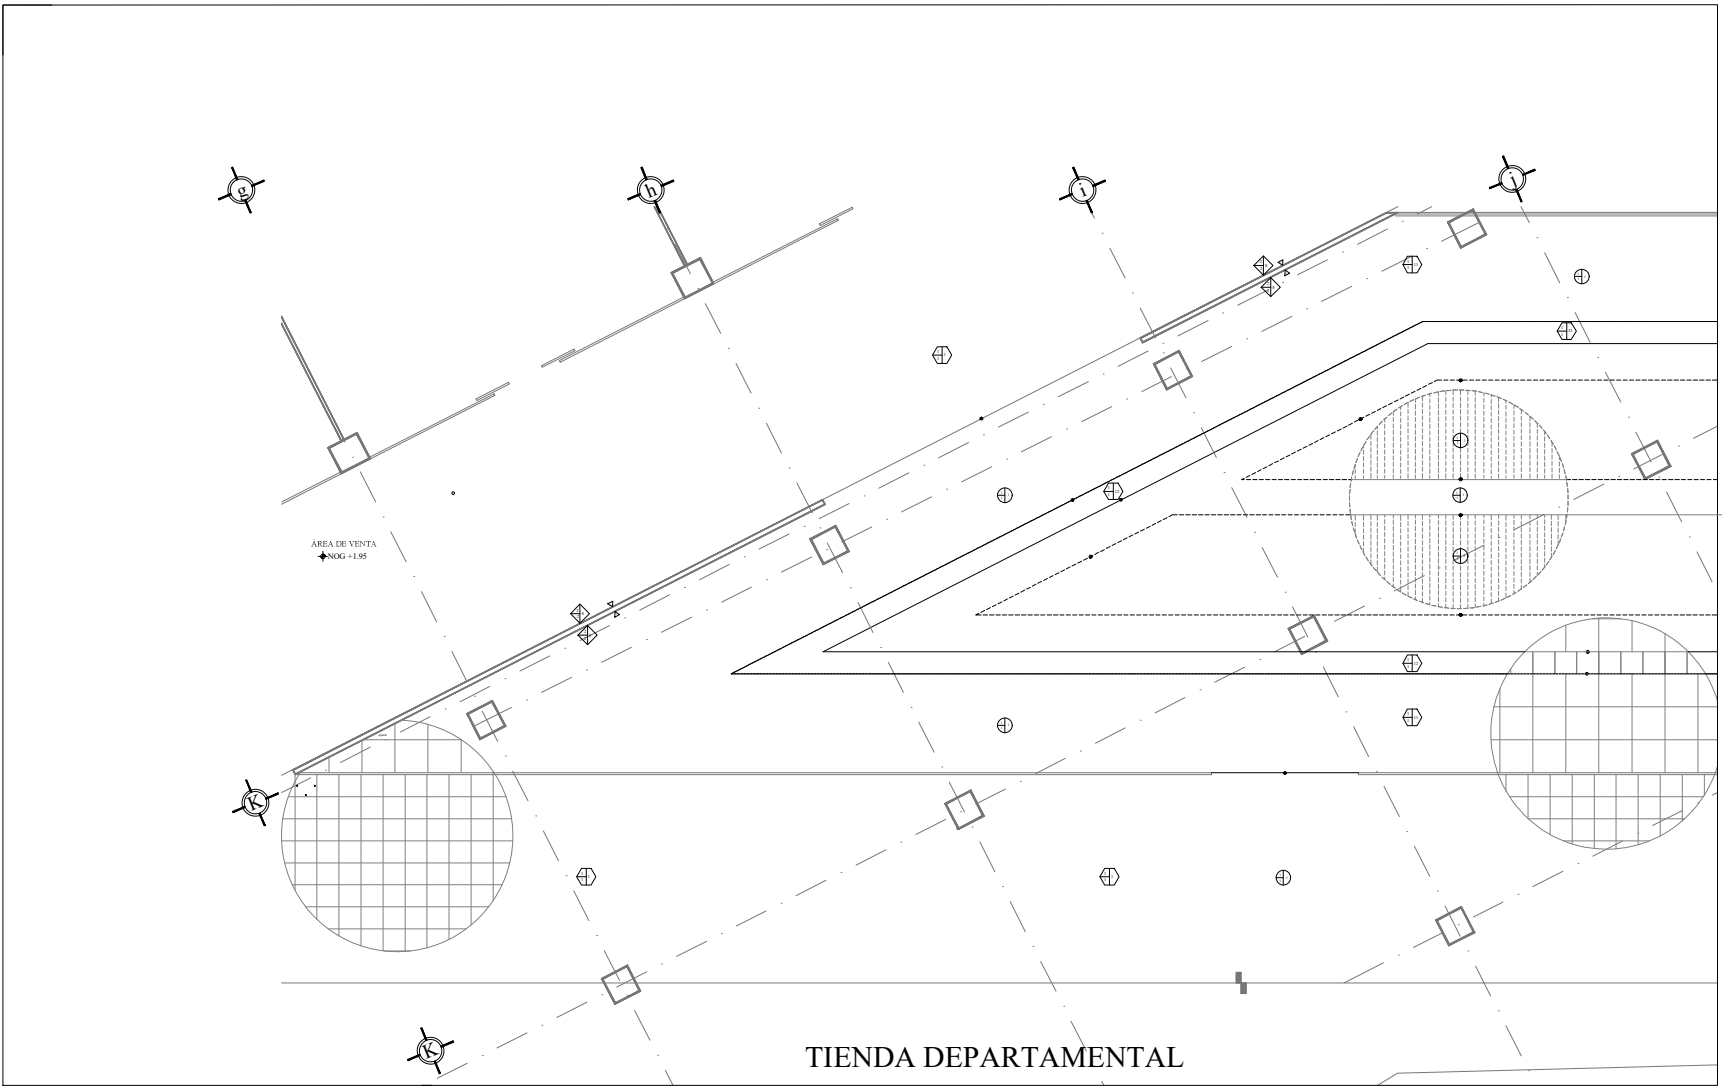 g
h
i
j
ÁREA DE VENTA
NOG +1.95
K
K
TIENDA DEPARTAMENTAL